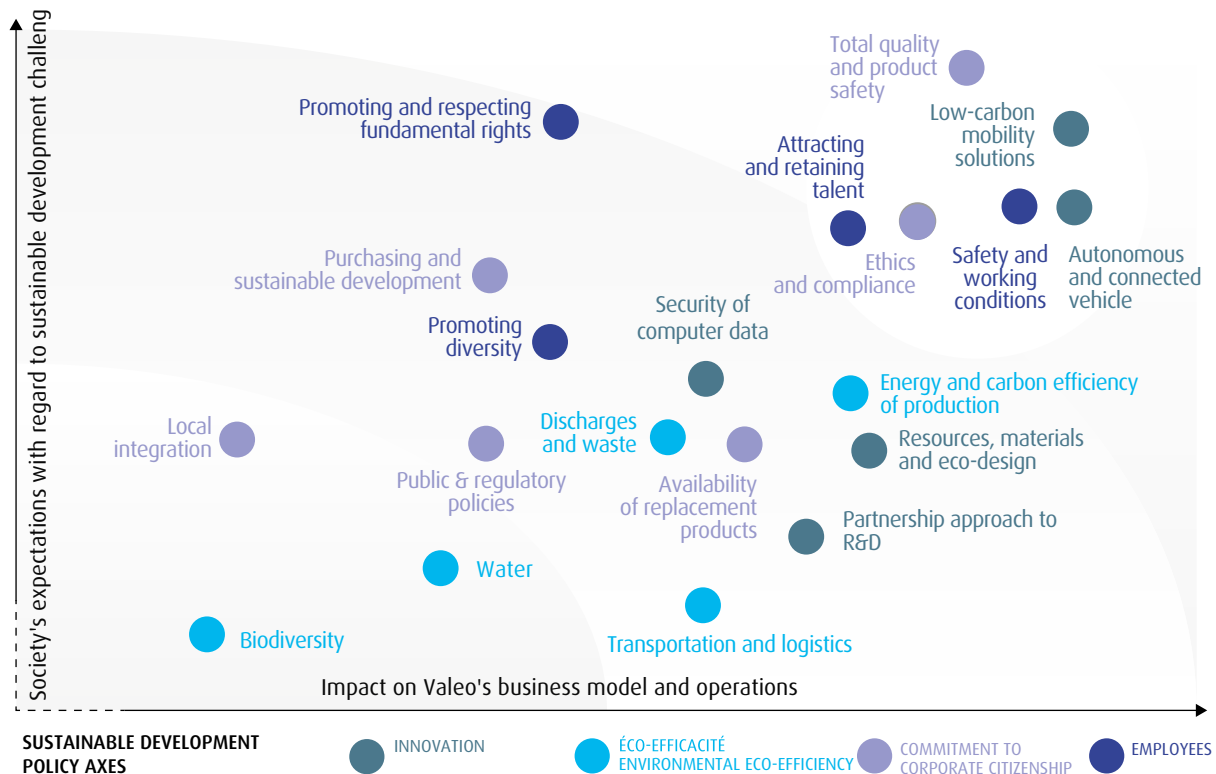 Society's expectations with regard to sustainable development challeng
Total quality
and product
safety
Promoting and respecting
fundamental rights
Low-carbon
mobility
solutions
Attracting
and retaining
talent
Purchasing and
sustainable development
Ethics
and compliance
Safety and
working
conditions
Autonomous
and connected
vehicle
Security of
computer data
Promoting
diversity
Energy and carbon efficiency
of production
Local
integration
Discharges
and waste
Resources, materials
and eco-design
Public & regulatory
policies
Availability
of replacement
products
Partnership approach to
R&D
Water
Biodiversity
Transportation and logistics
Impact on Valeo's business model and operations
SUSTAINABLE DEVELOPMENT
POLICY AXES
INNOVATION
ÉCO-EFFICACITÉ
ENVIRONMENTAL ECO-EFFICIENCY
COMMITMENT TO
CORPORATE CITIZENSHIP
EMPLOYEES